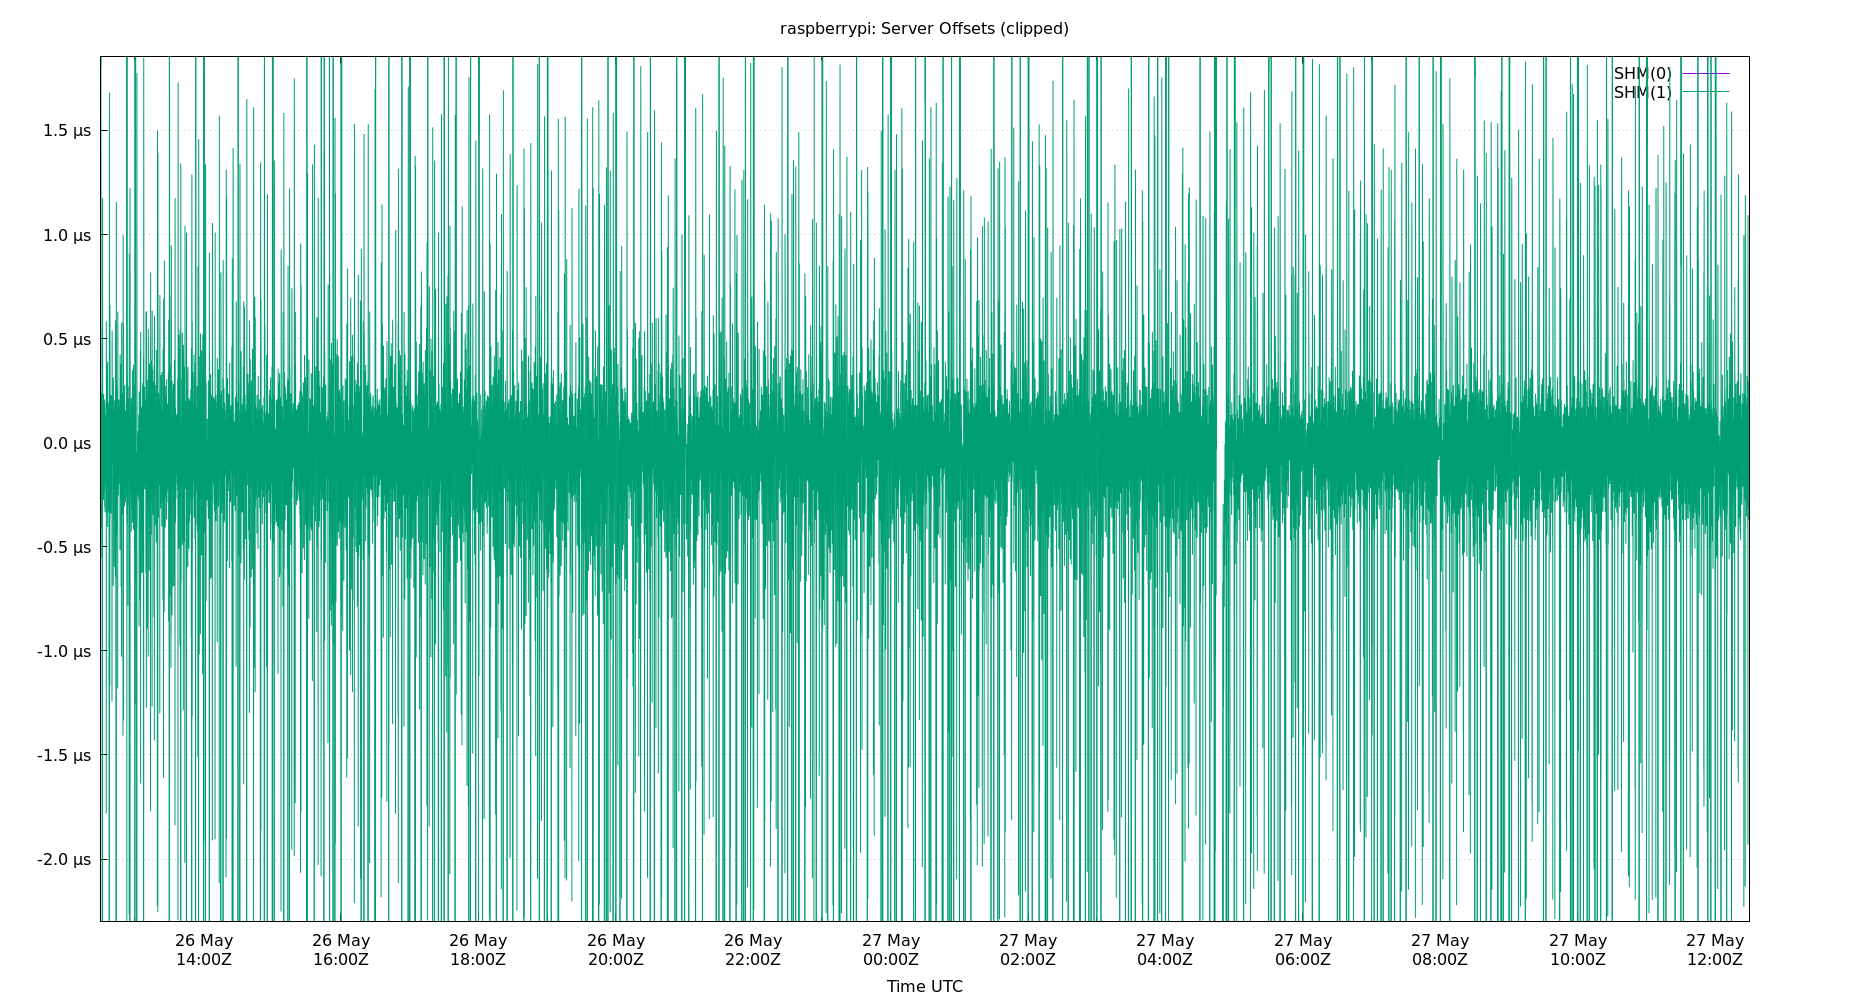 raspberrypi: Server Offsets (clipped)
SHM(0)
SHM(1)
1.5 µs
1.0 µs
0.5 µs
0.0 µs
-0.5 µs
-1.0 µs
-1.5 µs
-2.0 µs
26 May 26 May 26 May 26 May 26 May 27 May 27 May 27 May 27 May 27 May 27 May 27 May
14:00Z 16:00Z 18:00Z 20:00Z 22:00Z 00:00Z 02:00Z 04:00Z 06:00Z 08:00Z 10:00Z 12:00Z
Time UTC